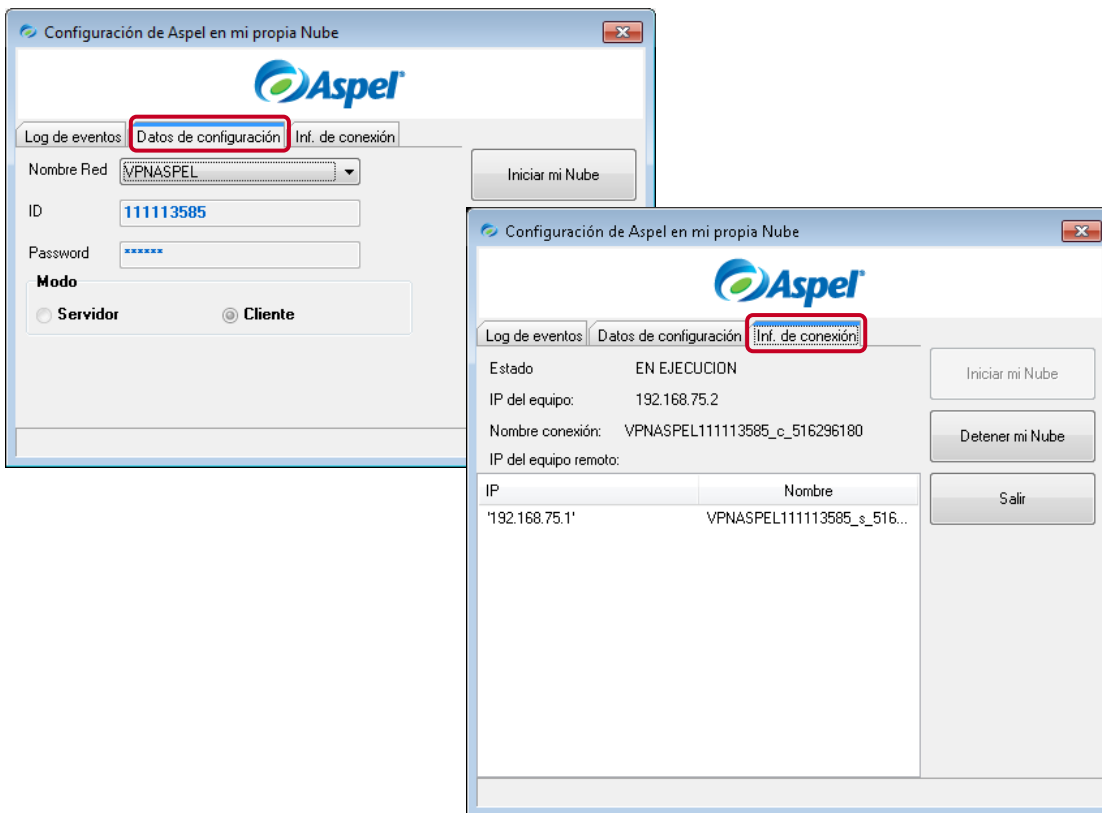 Configuración de Aspel en mi propia Nube
Aspel
Log de eventos Datos de configuración Inf. de conexión
Nombre Red VPNASPEL
Iniciar mi Nube
ID 111113585
Password ******
Modo
Servidor Cliente
Configuración de Aspel en mi propia Nube
Aspel
Log de eventos Datos de configuración Inf. de conexión
Estado EN EJECUCION
Iniciar mi Nube
IP del equipo: 192.168.75.2
Nombre conexión: VPNASPEL111113585_c_516296180
Detener mi Nube
IP del equipo remoto:
IP Nombre
Salir
'192.168.75.1' VPNASPEL111113585_s_516...